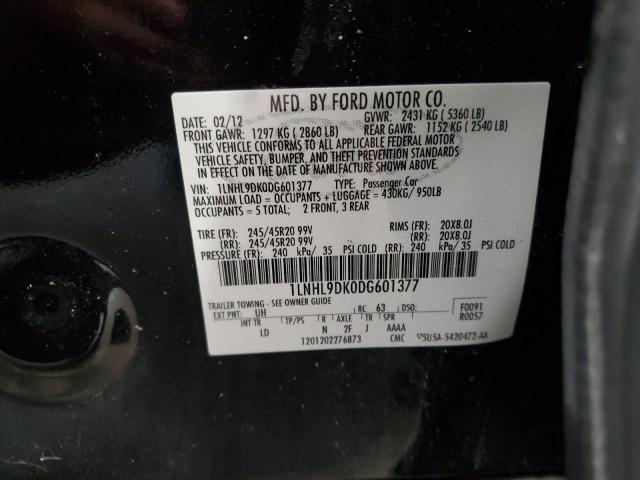 MFD. BY FORD MOTOR CO.
DATE: 02/12 GVWR: 2431 KG ( 5360 LB)
FRONT GAWR: 1297 KG ( 2860 LB) REAR GAWR: 1152 KG ( 2540 LB)
THIS VEHICLE CONFORMS TO ALL APPLICABLE FEDERAL MOTOR
VEHICLE SAFETY, BUMPER, AND THEFT PREVENTION STANDARDS
IN EFFECT ON THE DATE OF MANUFACTURE SHOWN ABOVE.
VIN: 1LNHL9DK0DG601377 TYPE: Passenger Car
MAXIMUM LOAD = OCCUPANTS + LUGGAGE = 430KG/ 950LB
OCCUPANTS = 5 TOTAL; 2 FRONT, 3 REAR
TIRE (FR): 245/45R20 99V RIMS (FR): 20X8.0J
(RR): 245/45R20 99V (RR): 20X8.0J
PRESSURE (FR): 240 kPa/ 35 PSI COLD (RR): 240 kPa/ 35 PSI COLD
1LNHL9DK0DG601377
TRAILER TOWING - SEE OWNER GUIDE
EXT PNT: UH RC: 63 DSO: F0091
R0057
INT TR TP/PS R AXLE TR SPR
LD N 2F J AAAA
1201202276873 CMC ▽5U5A-5420472-AA